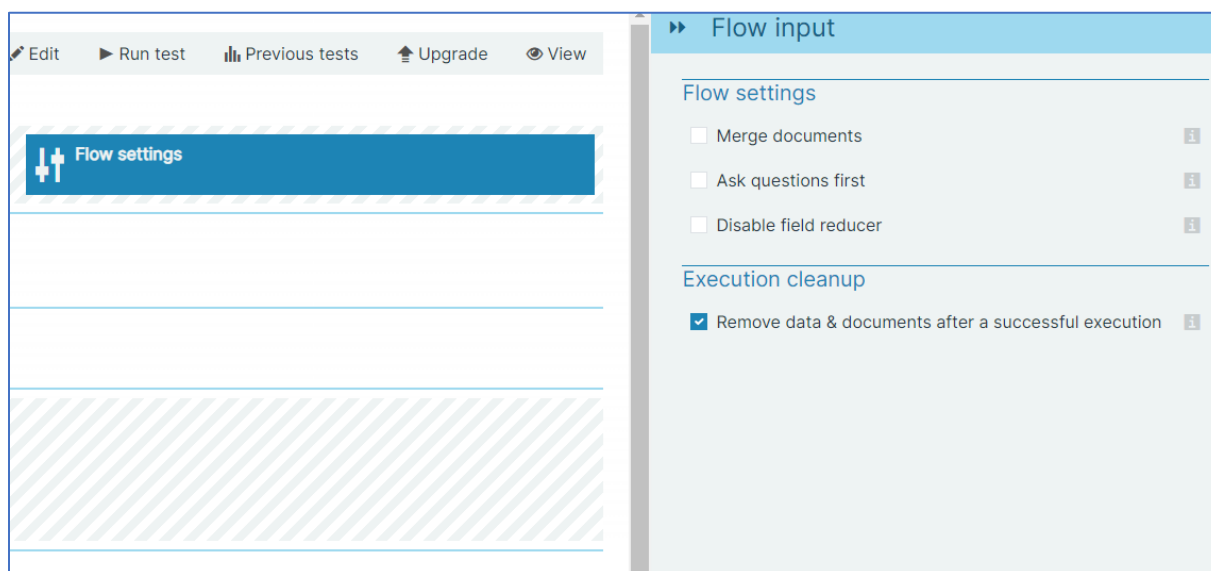 Edit
Run test
Previous tests
Upgrade
View
Flow settings
Flow input
Flow settings
Merge documents
Ask questions first
Disable field reducer
Execution cleanup
Remove data & documents after a successful execution